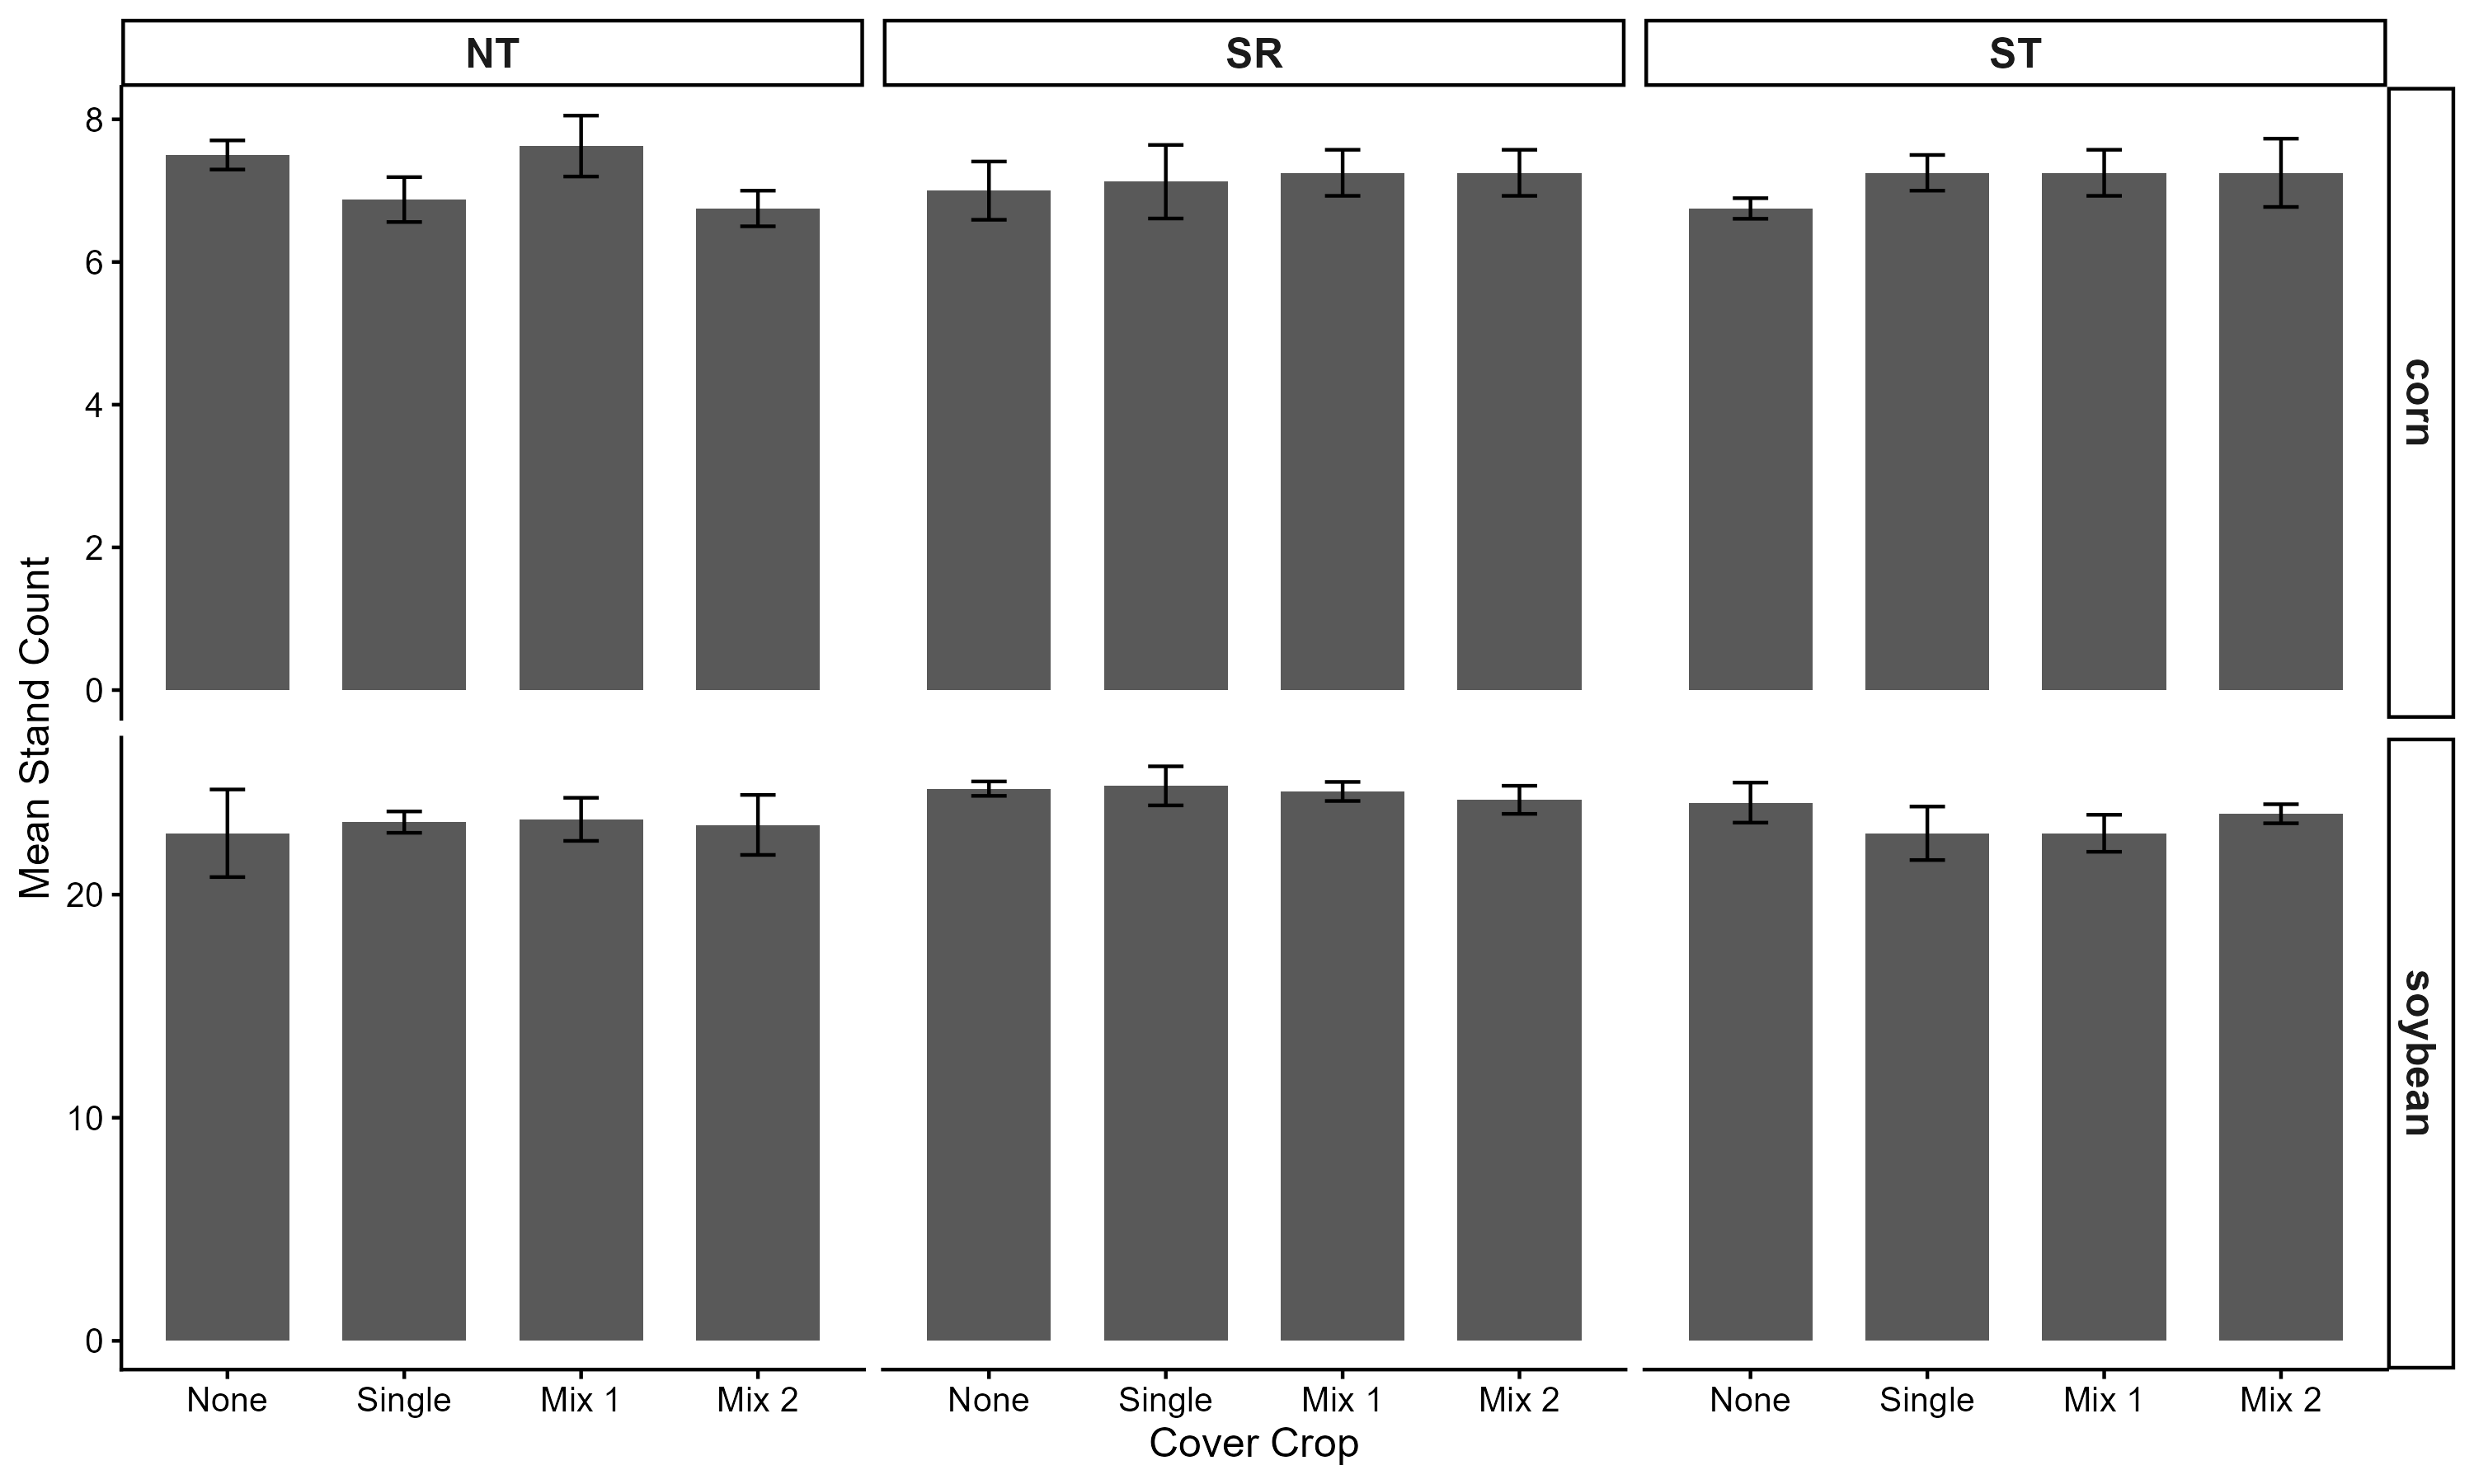 NT
SR
ST
8
6
4
2
0
corn
Mean Stand Count
20
10
0
soybean
None Single Mix 1 Mix 2 None Single Mix 1 Mix 2 None Single Mix 1 Mix 2
Cover Crop